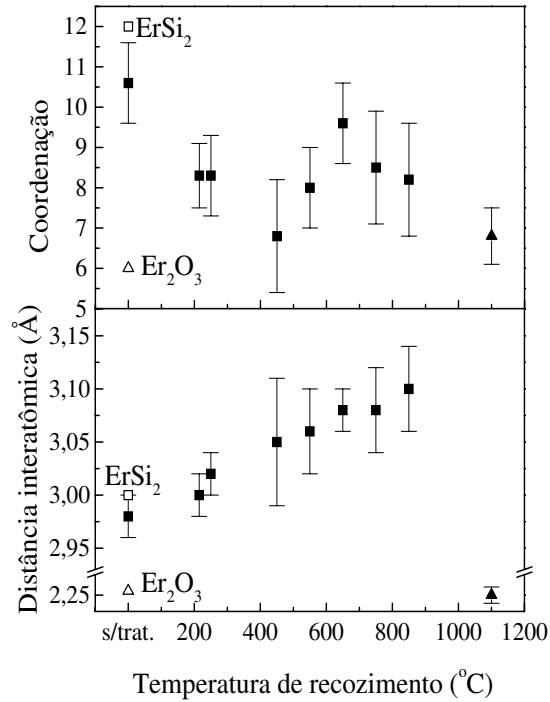 12
11
10
9
8
7
6
5
Coordenação
ErSi₂
Er₂O₃
3,15
3,10
3,05
3,00
2,95
2,25
Distância interatômica (Å)
ErSi₂
Er₂O₃
s/trat. 200 400 600 800 1000 1200
Temperatura de recozimento (°C)